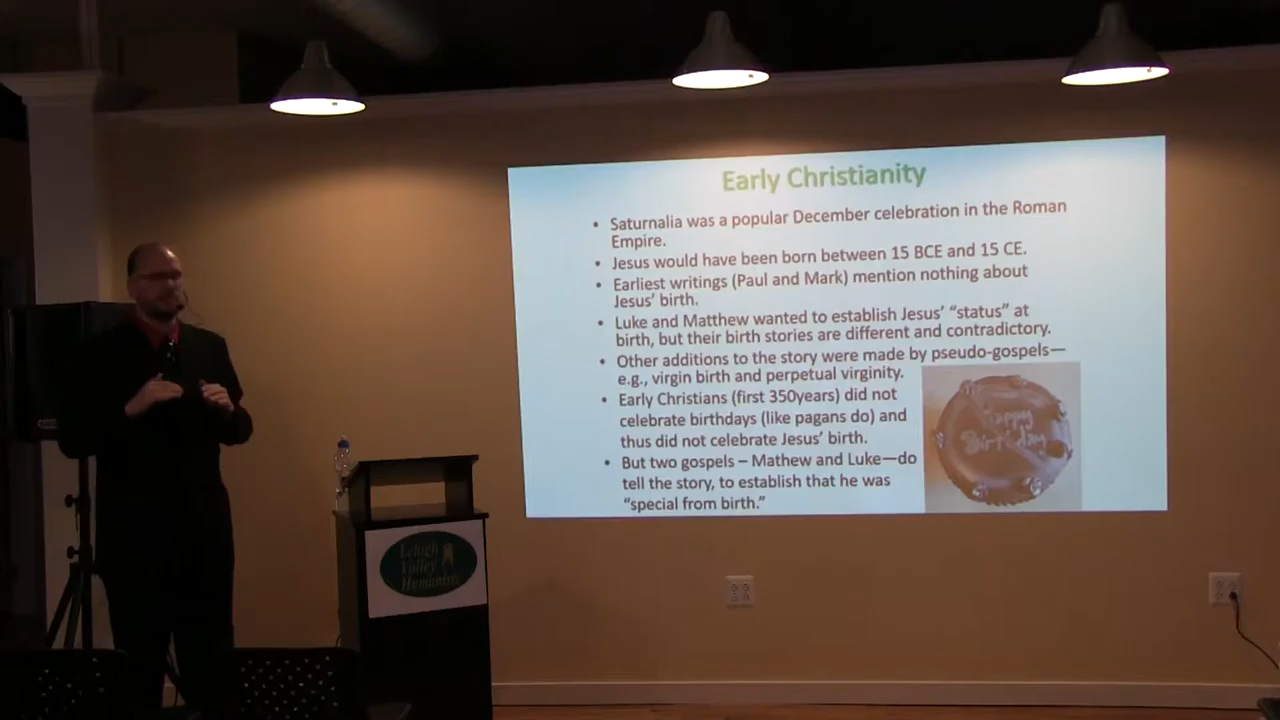 Early Christianity
• Saturnalia was a popular December celebration in the Roman
Empire.
• Jesus would have been born between 15 BCE and 15 CE.
• Earliest writings (Paul and Mark) mention nothing about
Jesus' birth.
• Luke and Matthew wanted to establish Jesus' “status” at
birth, but their birth stories are different and contradictory.
• Other additions to the story were made by pseudo-gospels—
e.g., virgin birth and perpetual virginity.
• Early Christians (first 350years) did not
celebrate birthdays (like pagans do) and
thus did not celebrate Jesus' birth.
• But two gospels – Mathew and Luke—do
tell the story, to establish that he was
“special from birth.”
Happy
Birthday
Lehigh
Valley
Humanists